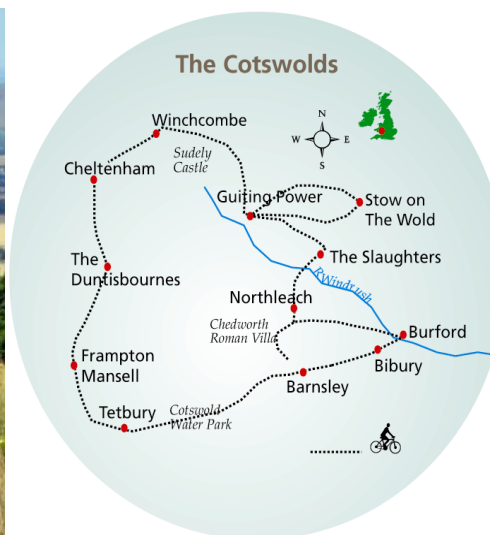 The Cotswolds
Winchcombe
N
W E
S
Sudely
Castle
Cheltenham
Guiting Power
Stow on
The Wold
The
Duntisbournes
The Slaughters
RWindrush
Northleach
Chedworth
Roman Villa
Burford
Bibury
Frampton
Mansell
Barnsley
Tetbury
Cotswold
Water Park